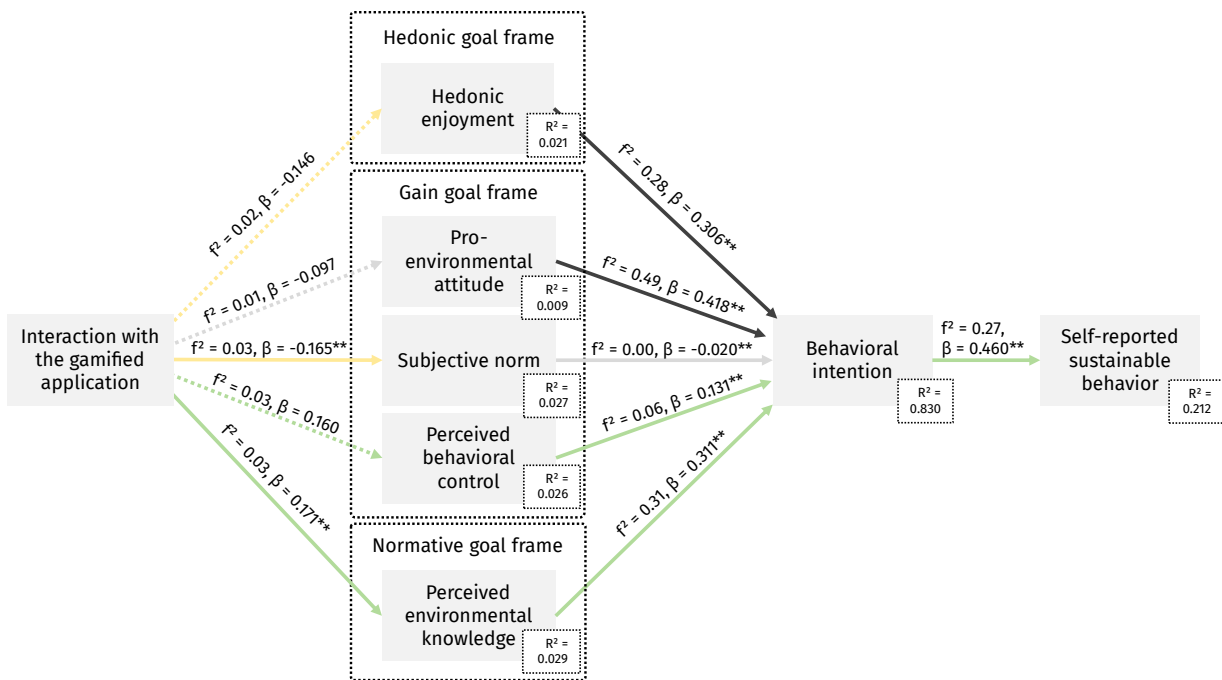 Hedonic goal frame
Hedonic
enjoyment
R² =
0.021
f² = 0.02, β = -0.146
f² = 0.28, β = 0.306**
Gain goal frame
Pro-
environmental
attitude
R² =
0.009
f² = 0.01, β = -0.097
f² = 0.49, β = 0.418**
Interaction with
the gamified
application
f² = 0.03, β = -0.165**
Subjective norm
R² =
0.027
f² = 0.00, β = -0.020**
Behavioral
intention
R² =
0.830
f² = 0.27,
β = 0.460**
Self-reported
sustainable
behavior
R² =
0.212
f² = 0.03, β = 0.160
Perceived
behavioral
control
R² =
0.026
f² = 0.06, β = 0.131**
f² = 0.03, β = 0.171**
Normative goal frame
Perceived
environmental
knowledge
R² =
0.029
f² = 0.31, β = 0.311**